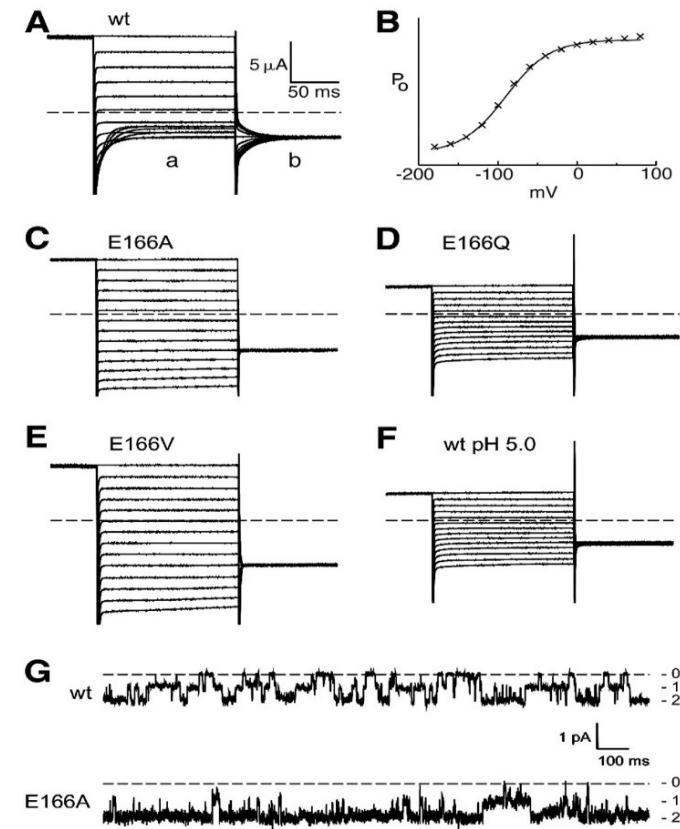 A
wt
5 µA
50 ms
a
b
B
Po
-200
-100
0
100
mV
C
E166A
D
E166Q
E
E166V
F
wt pH 5.0
G
wt
- 0
- 1
- 2
1 pA
100 ms
E166A
- 0
- 1
- 2